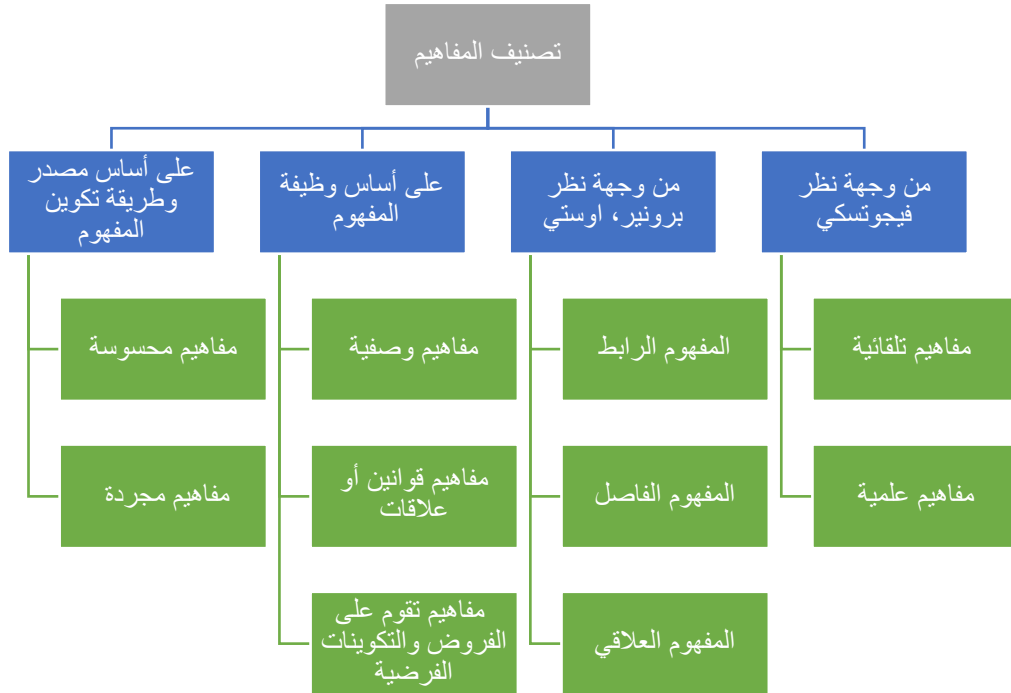 تصنيف المفاهيم
من وجهة نظر
فيجوتسكي
مفاهيم تلقائية
مفاهيم علمية
من وجهة نظر
برونير، اوستي
المفهوم الرابط
المفهوم الفاصل
المفهوم العلاقي
على أساس وظيفة
المفهوم
مفاهيم وصفية
مفاهيم قوانين أو
علاقات
مفاهيم تقوم على
الفروض والتكوينات
الفرضية
على أساس مصدر
وطريقة تكوين
المفهوم
مفاهيم محسوسة
مفاهيم مجردة